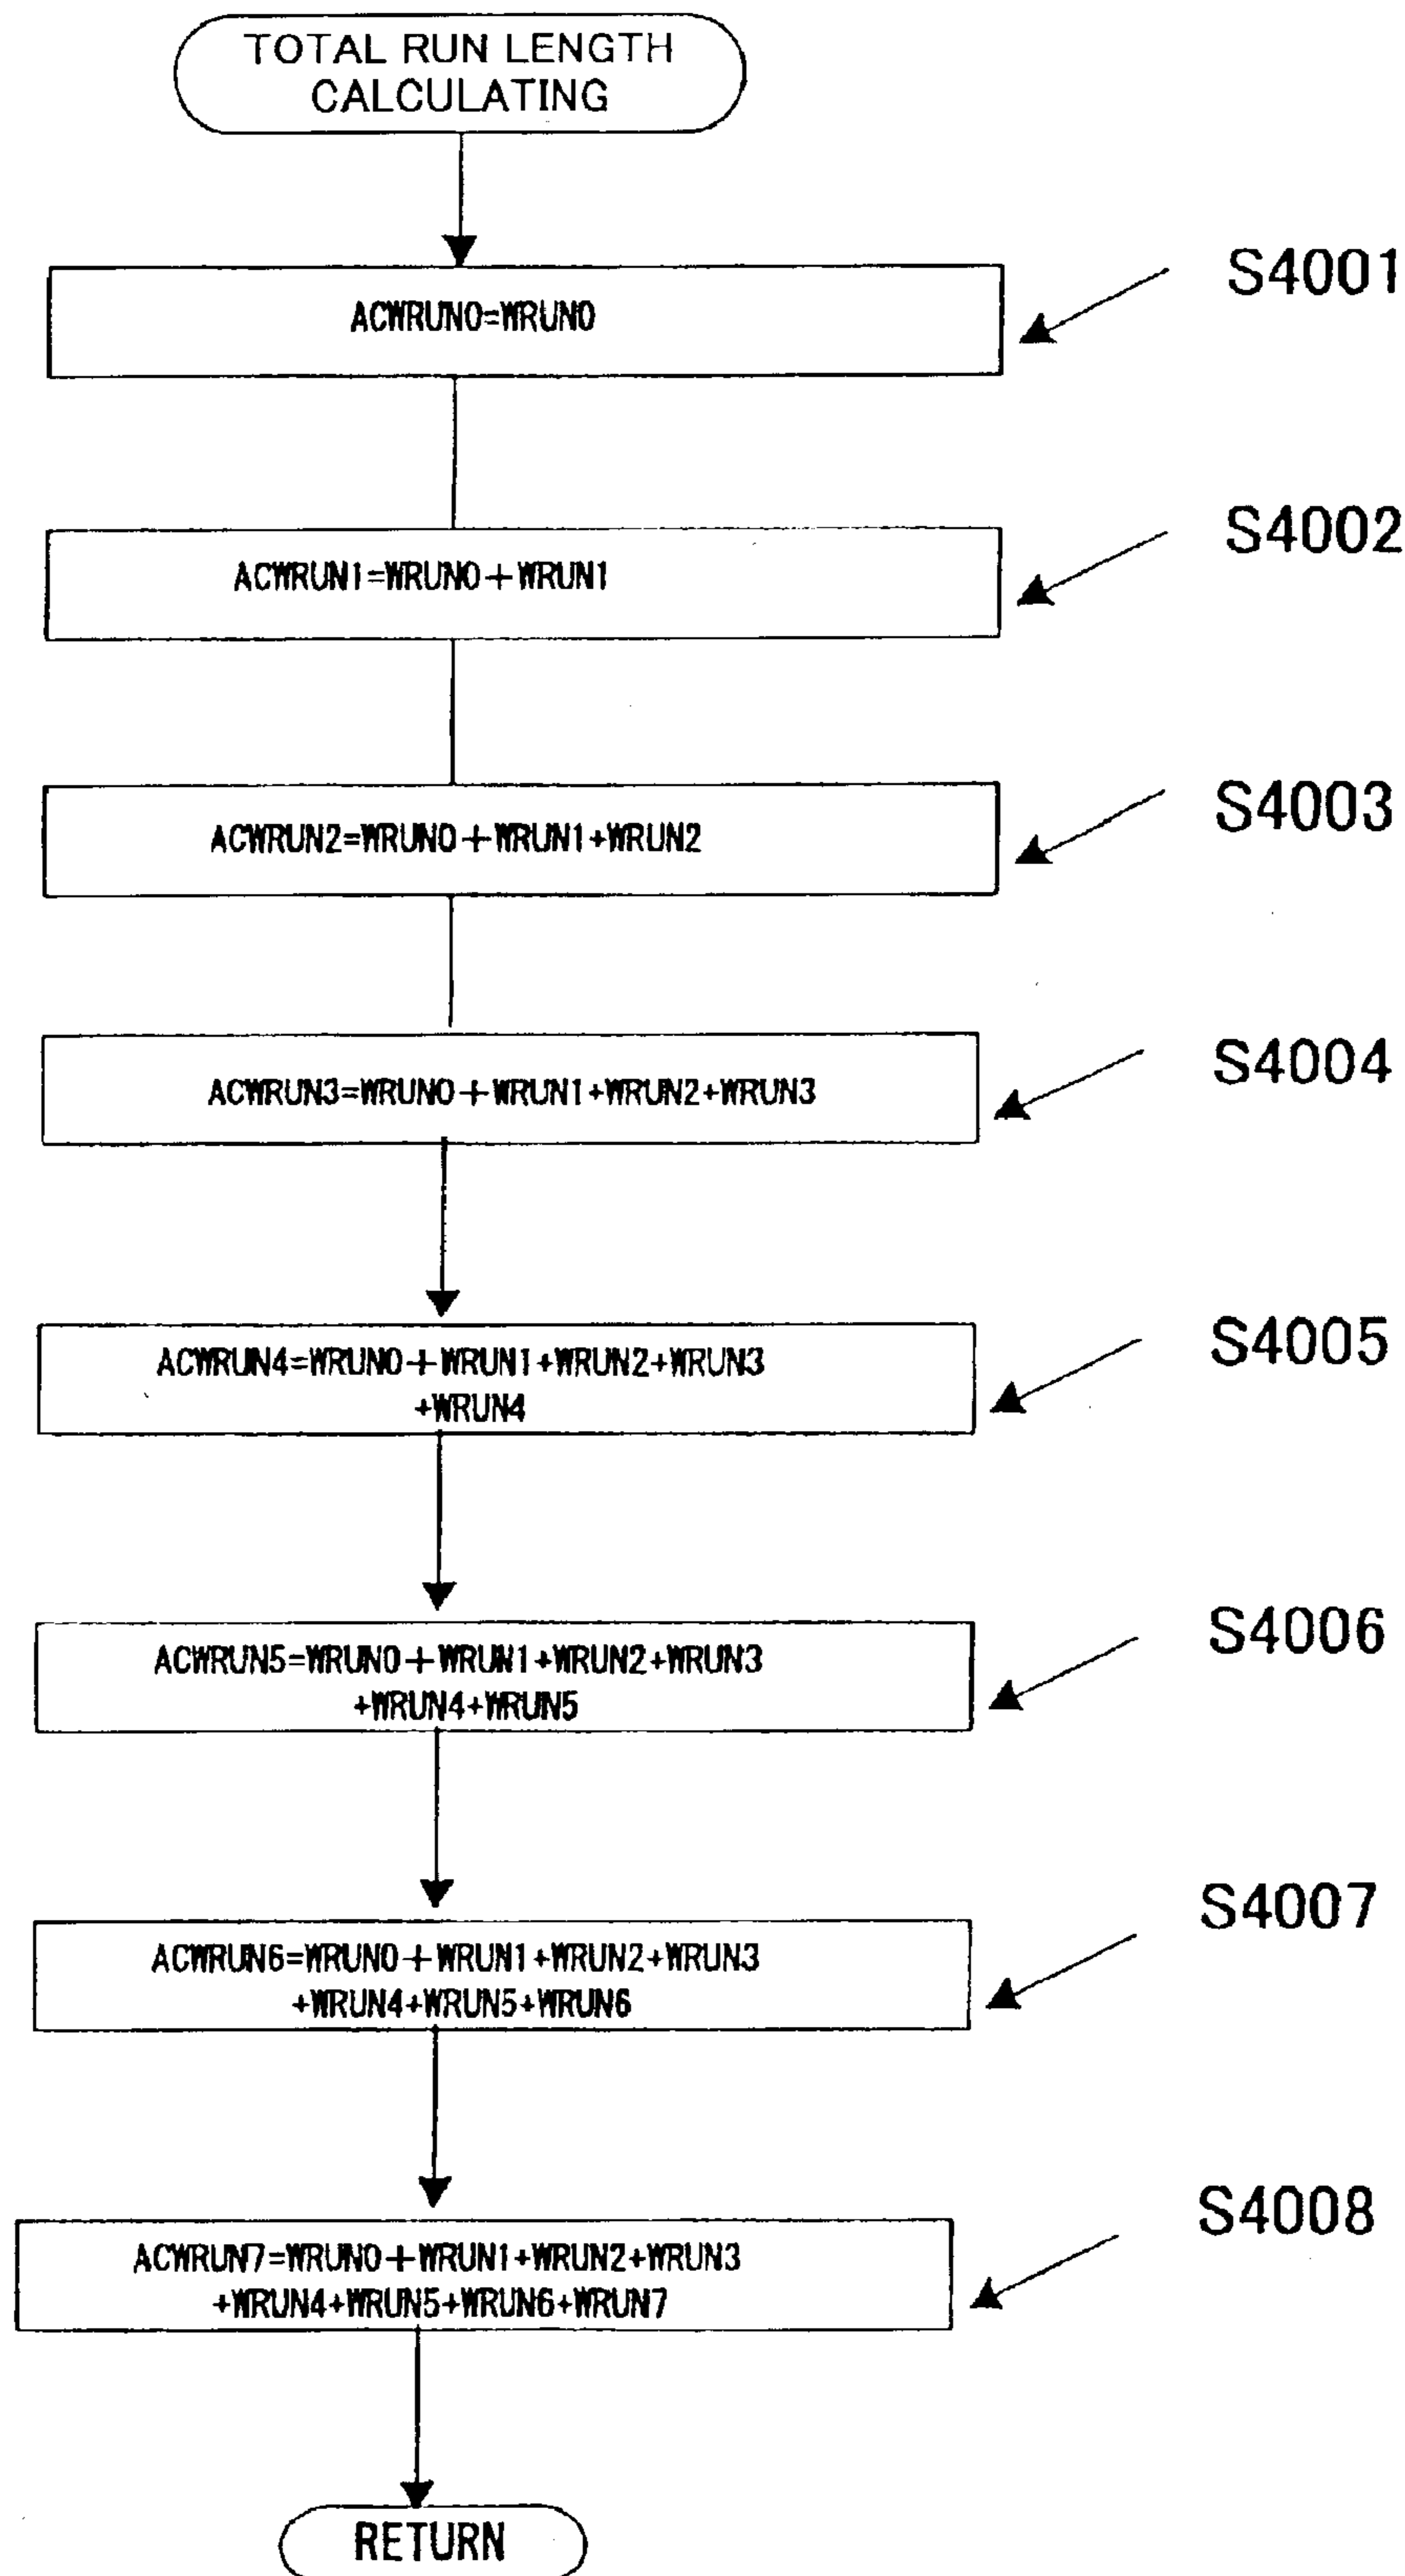 TOTAL RUN LENGTH
CALCULATING
ACWRUN0=WRUN0
S4001
ACWRUN1=WRUN0+WRUN1
S4002
ACWRUN2=WRUN0+WRUN1+WRUN2
S4003
ACWRUN3=WRUN0+WRUN1+WRUN2+WRUN3
S4004
ACWRUN4=WRUN0+WRUN1+WRUN2+WRUN3
+WRUN4
S4005
ACWRUN5=WRUN0+WRUN1+WRUN2+WRUN3
+WRUN4+WRUN5
S4006
ACWRUN6=WRUN0+WRUN1+WRUN2+WRUN3
+WRUN4+WRUN5+WRUN6
S4007
ACWRUN7=WRUN0+WRUN1+WRUN2+WRUN3
+WRUN4+WRUN5+WRUN6+WRUN7
S4008
RETURN